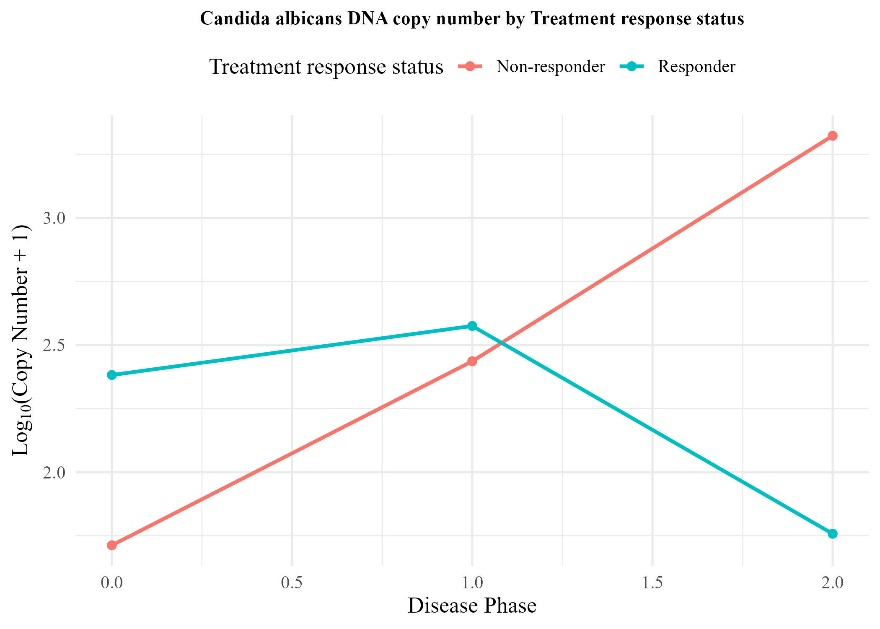 Candida albicans DNA copy number by Treatment response status
Treatment response status Non-responder Responder
Log₁₀(Copy Number + 1)
3.0
2.5
2.0
0.0 0.5 1.0 1.5 2.0
Disease Phase